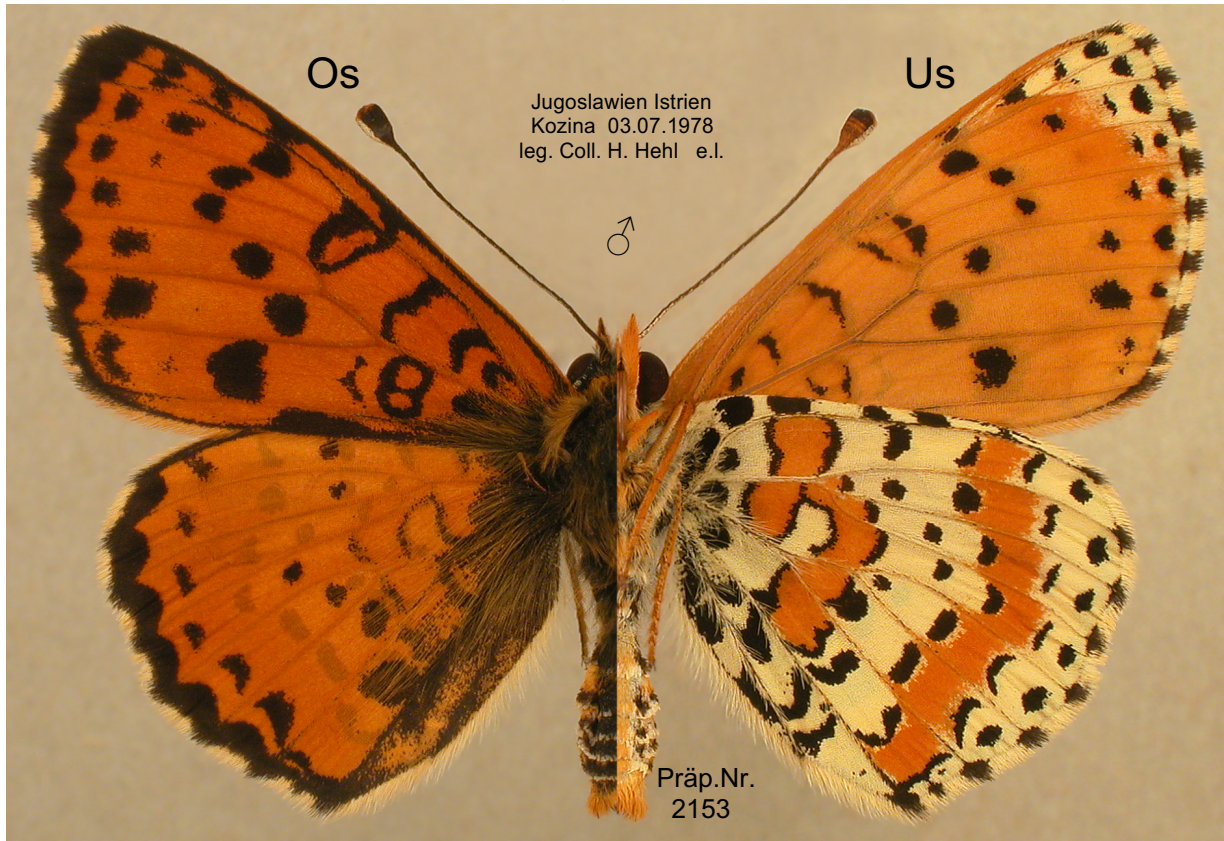 Os
Us
Jugoslawien Istrien
Kozina 03.07.1978
leg. Coll. H. Hehl e.l.
♂
Präp.Nr.
2153